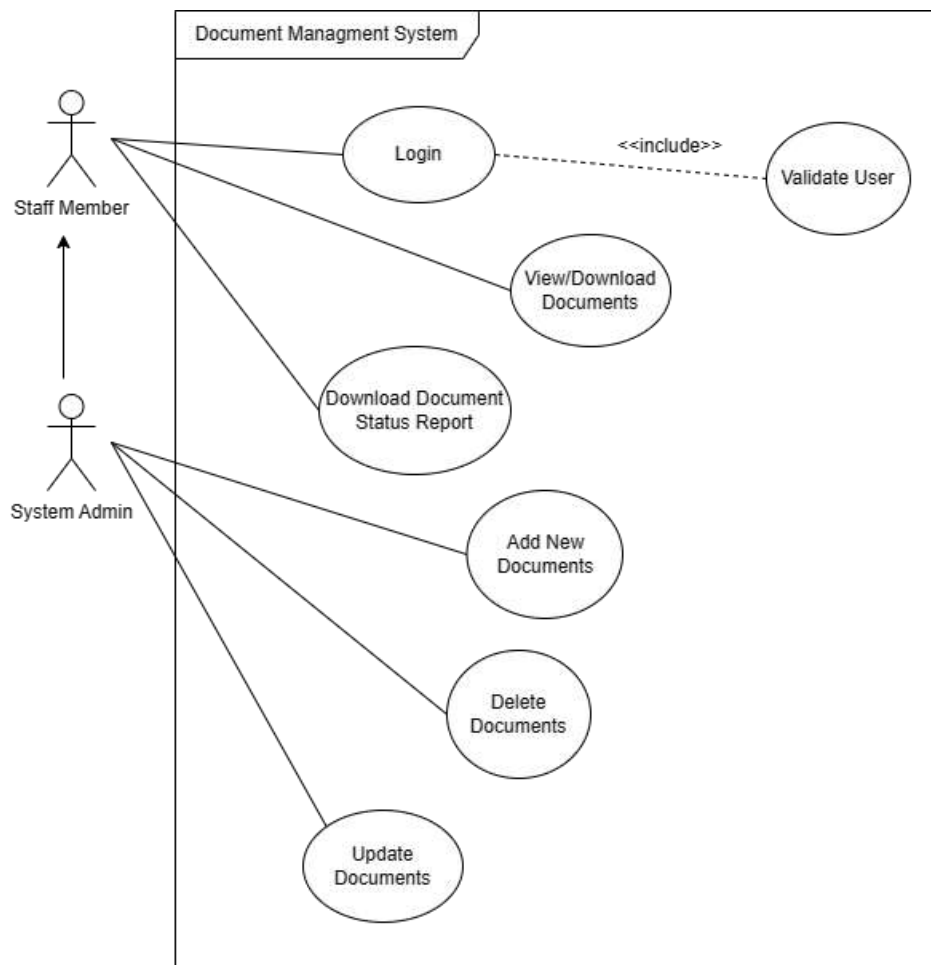 Document Managment System
Login
<<include>>
Validate User
Staff Member
View/Download
Documents
Download Document
Status Report
System Admin
Add New
Documents
Delete
Documents
Update
Documents